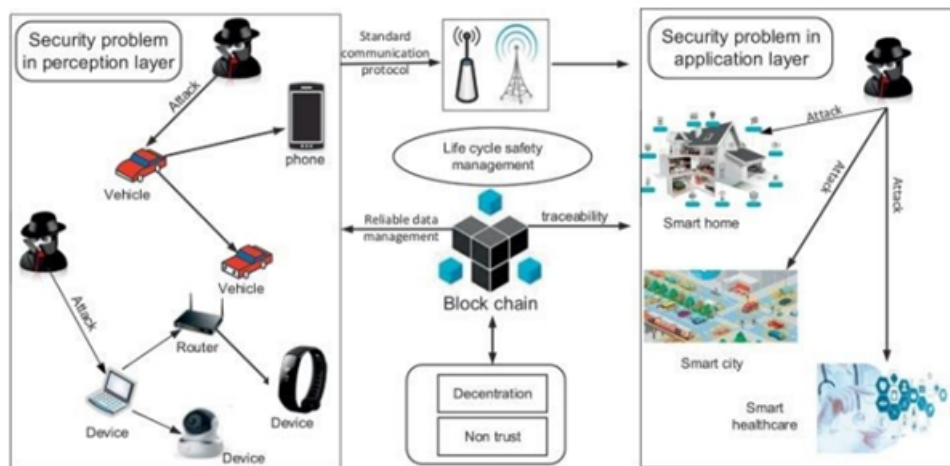 Security problem
in perception layer
Attack
phone
Vehicle
Vehicle
Attack
Router
Device
Device
Device
Standard
communication
protocol
Life cycle safety
management
Reliable data
management
traceability
Block chain
Decentration
Non trust
Security problem in
application layer
Attack
Attack
Attack
Smart home
Smart city
Smart
healthcare